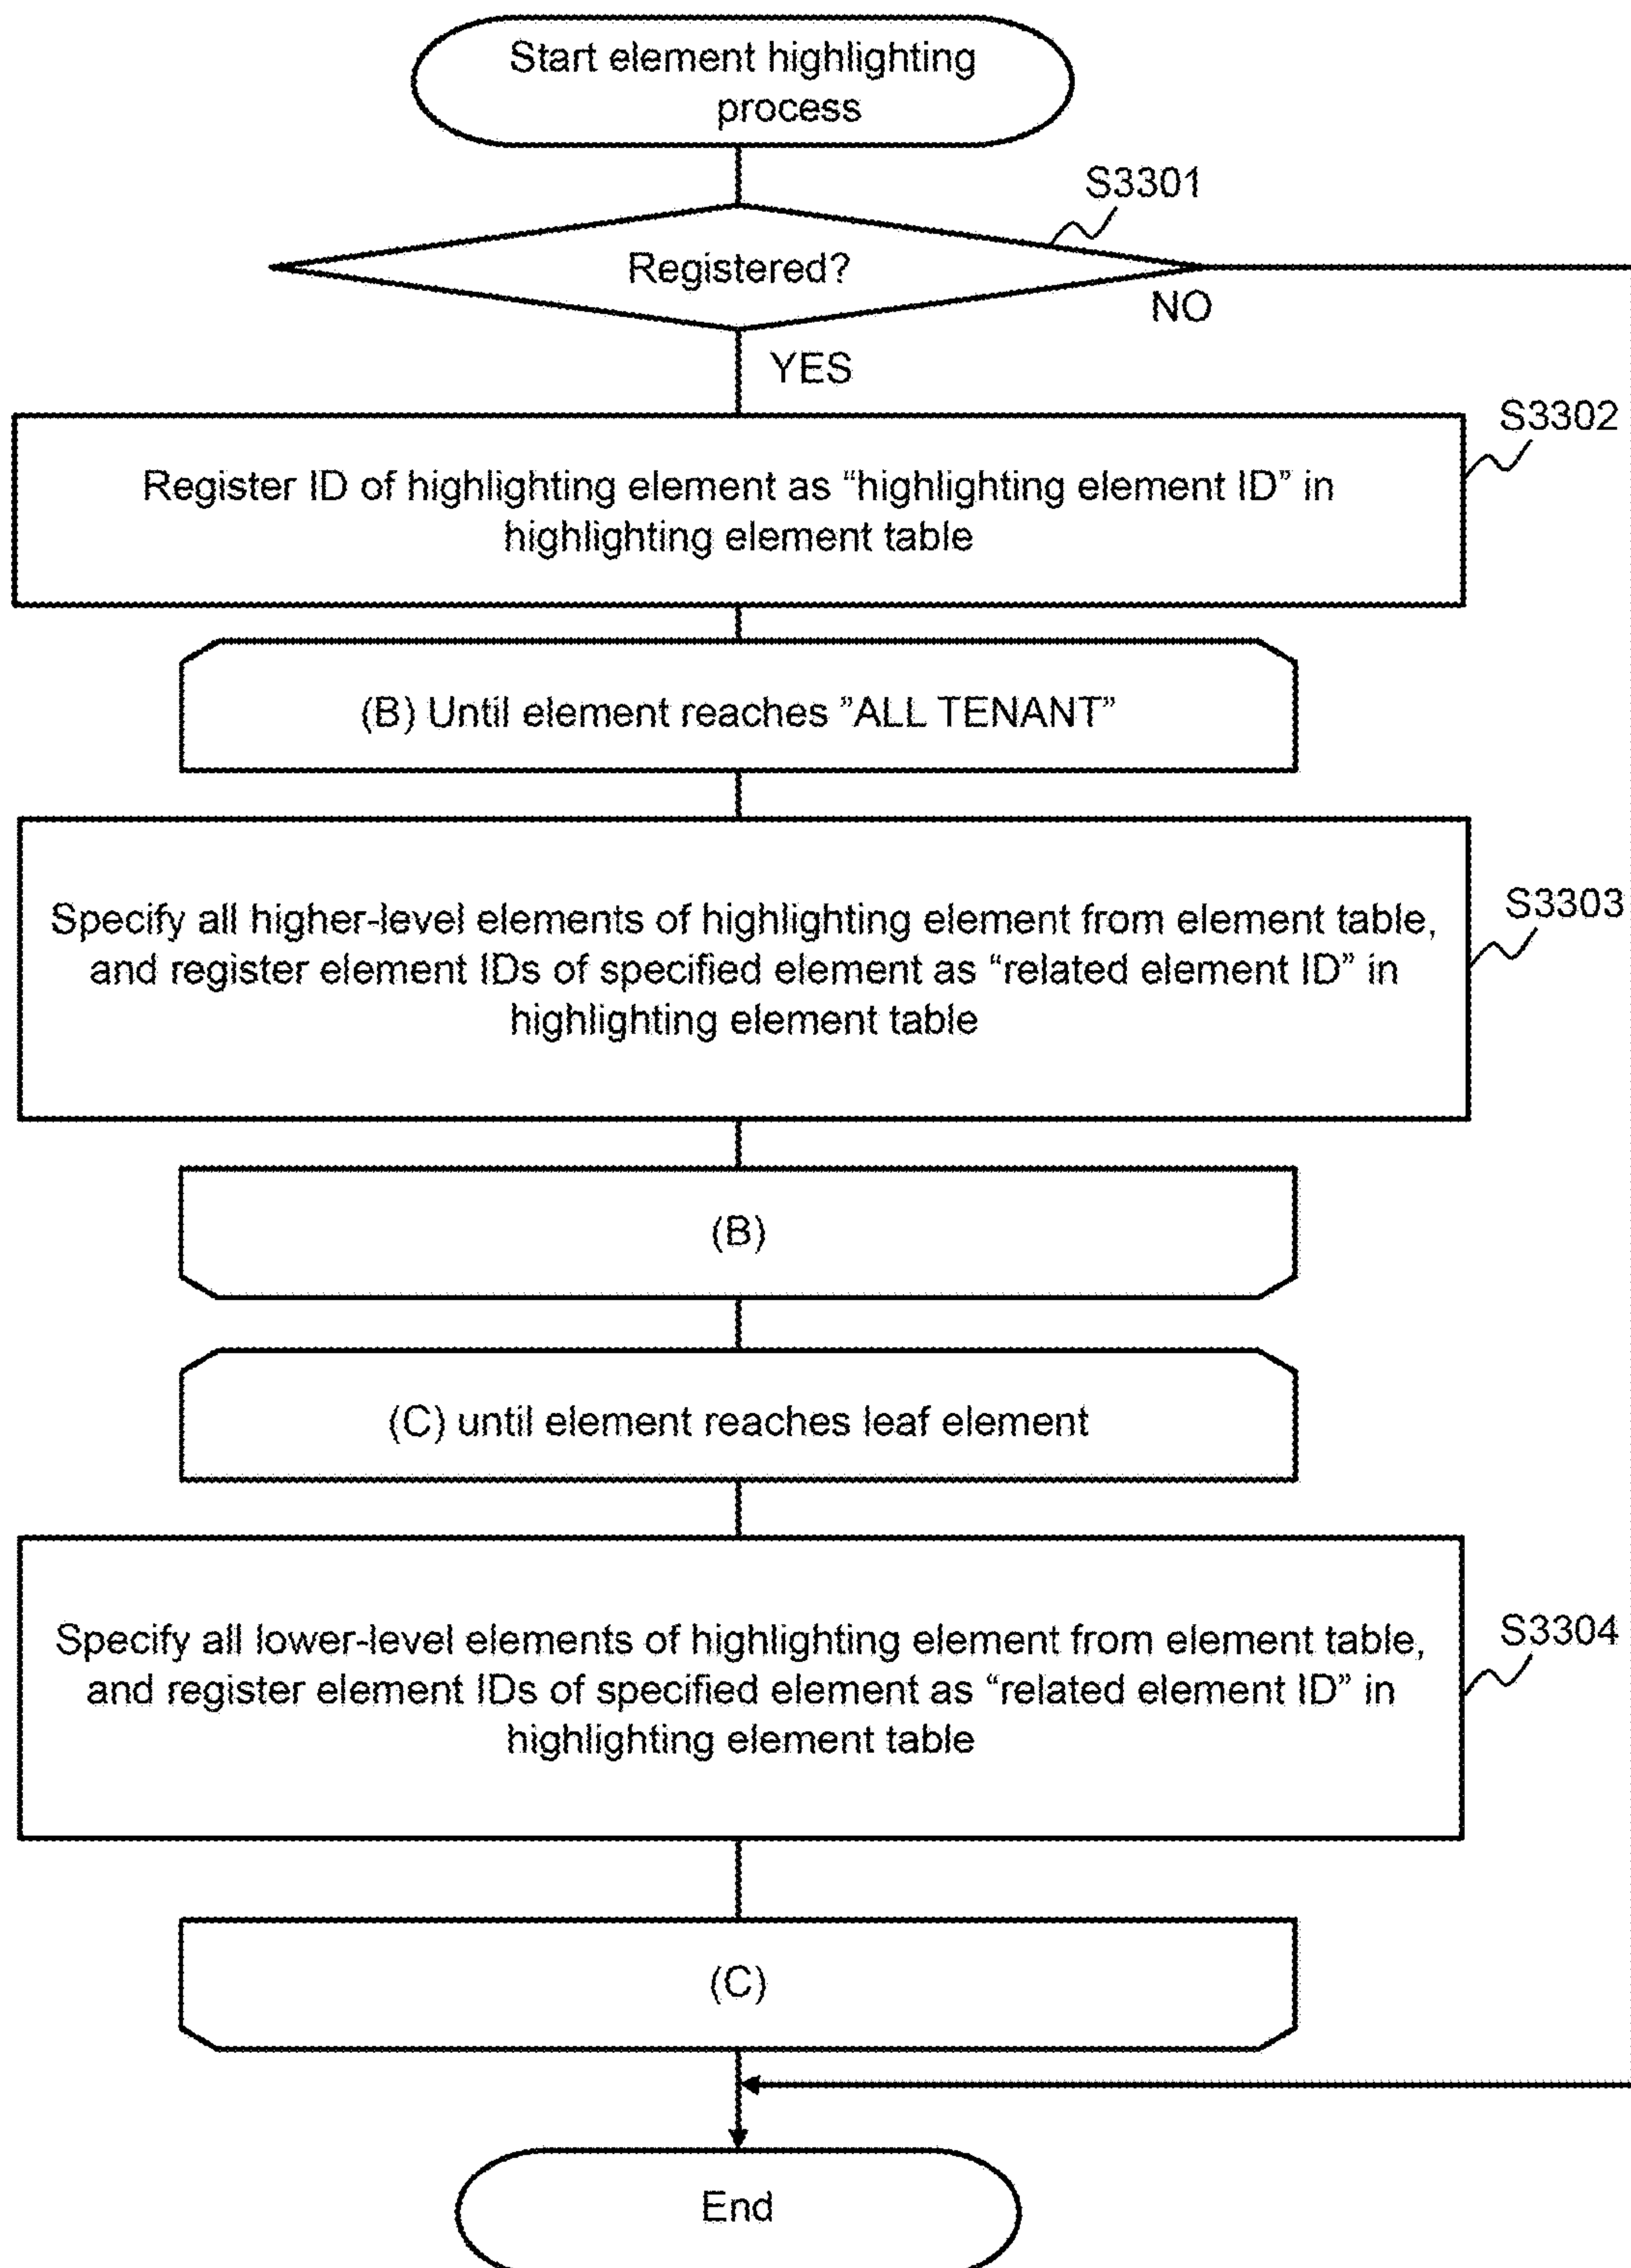 Start element highlighting
process
S3301
Registered?
NO
YES
S3302
Register ID of highlighting element as “highlighting element ID” in
highlighting element table
(B) Until element reaches ”ALL TENANT”
S3303
Specify all higher-level elements of highlighting element from element table,
and register element IDs of specified element as “related element ID” in
highlighting element table
(B)
(C) until element reaches leaf element
S3304
Specify all lower-level elements of highlighting element from element table,
and register element IDs of specified element as “related element ID” in
highlighting element table
(C)
End